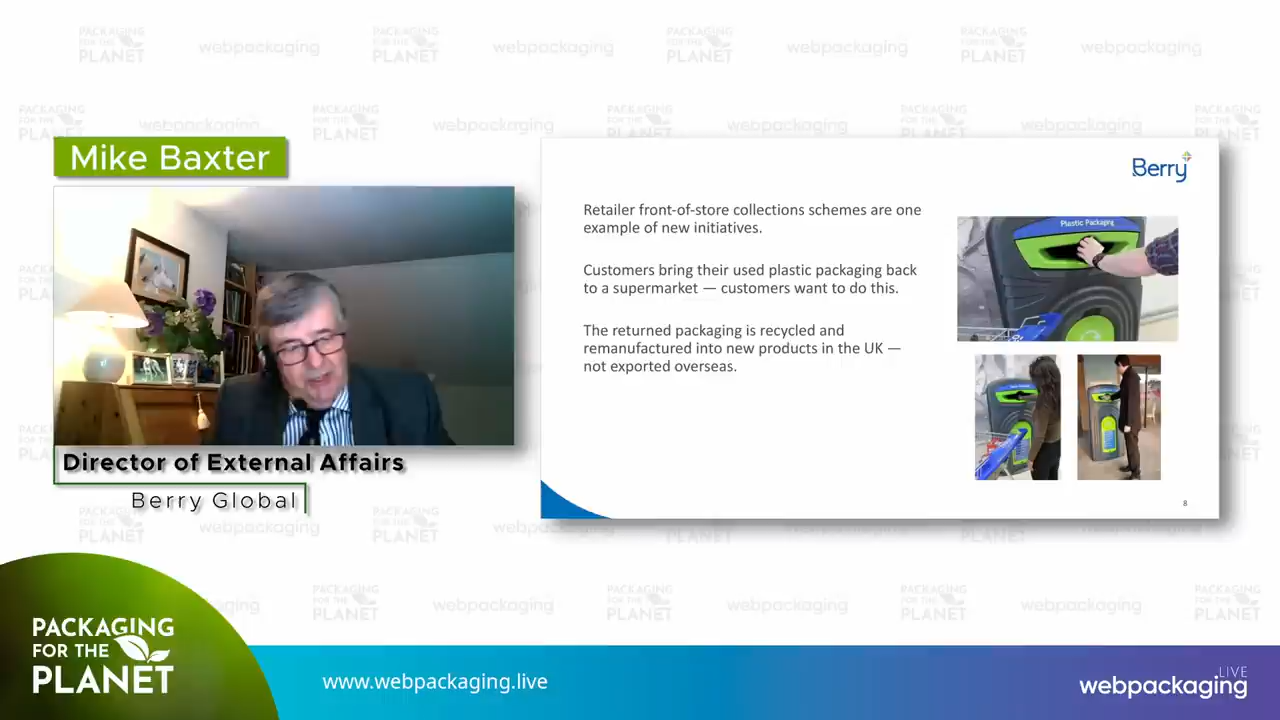 Mike Baxter
Director of External Affairs
Berry Global
Berry
Retailer front-of-store collections schemes are one
example of new initiatives.
Customers bring their used plastic packaging back
to a supermarket — customers want to do this.
The returned packaging is recycled and
remanufactured into new products in the UK —
not exported overseas.
Plastic Packaging
8
PACKAGING
FOR THE
PLANET
www.webpackaging.live
LIVE
webpackaging